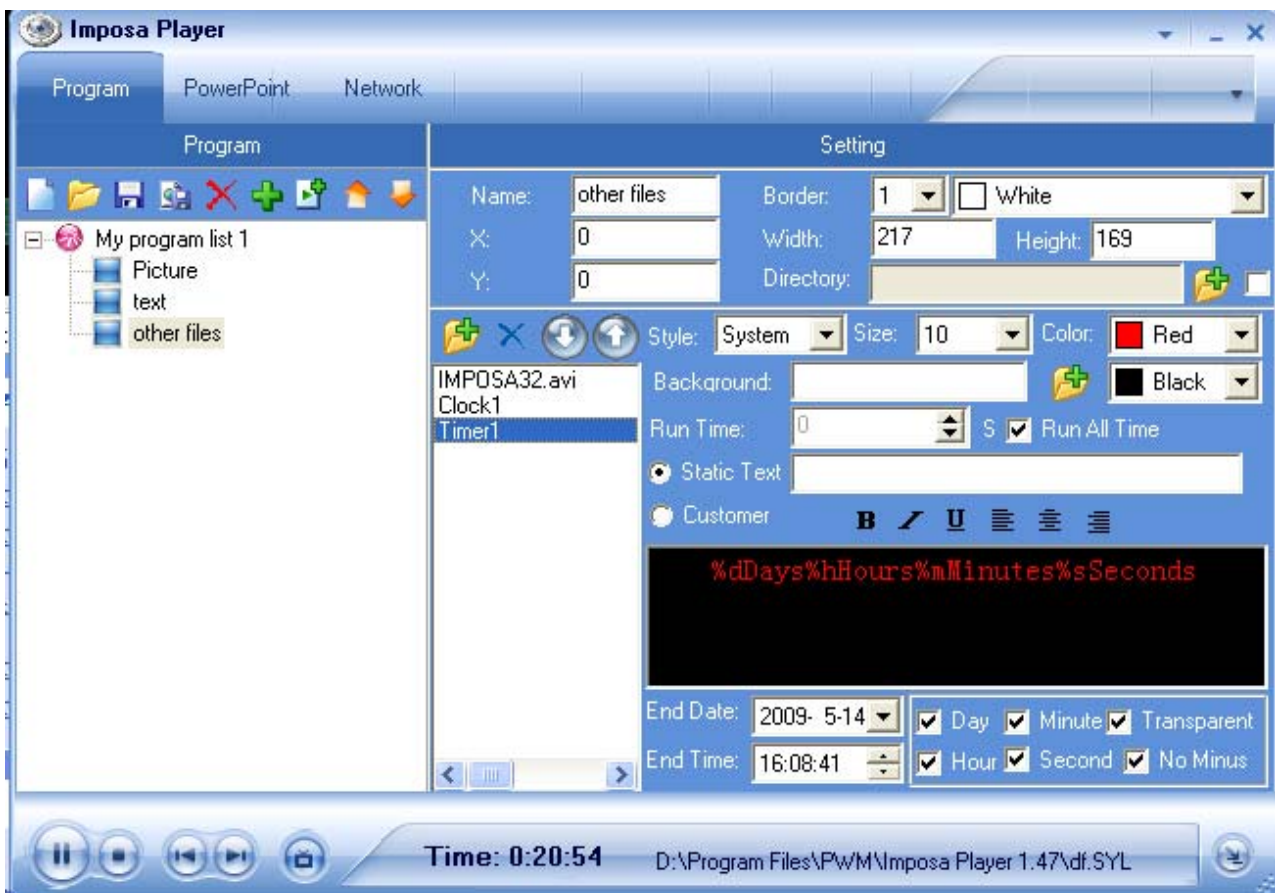 Imposa Player
Program PowerPoint Network
Program
Setting
Name: other files Border: 1 White
X: 0 Width: 217 Height: 169
Y: 0 Directory:
My program list 1
Picture
text
other files
Style: System Size: 10 Color: Red
IMPOSA32.avi
Clock1
Timer1
Background: Black
Run Time: 0 S Run All Time
Static Text
Customer B I U
%dDays%hHours%mMinutes%sSeconds
End Date: 2009- 5-14 Day Minute Transparent
End Time: 16:08:41 Hour Second No Minus
Time: 0:20:54 D:\Program Files\PWM\Imposa Player 1.47\df.SYL